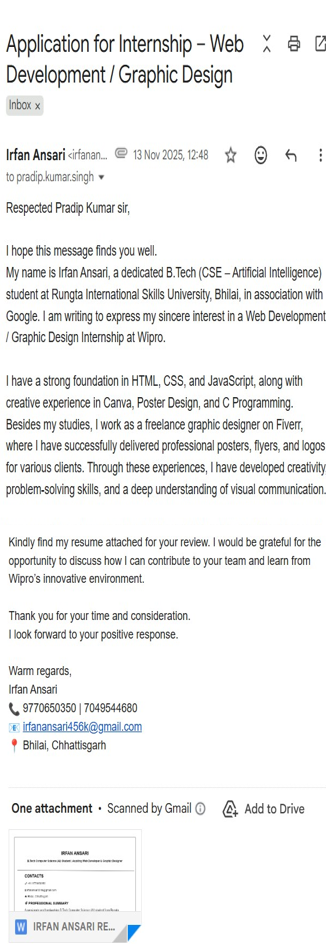 Application for Internship – Web
Development / Graphic Design
Inbox ×
Irfan Ansari <irfanan... 13 Nov 2025, 12:48
to pradip.kumar.singh
Respected Pradip Kumar sir,
I hope this message finds you well.
My name is Irfan Ansari, a dedicated B.Tech (CSE – Artificial Intelligence)
student at Rungta International Skills University, Bhilai, in association with
Google. I am writing to express my sincere interest in a Web Development
/ Graphic Design Internship at Wipro.
I have a strong foundation in HTML, CSS, and JavaScript, along with
creative experience in Canva, Poster Design, and C Programming.
Besides my studies, I work as a freelance graphic designer on Fiverr,
where I have successfully delivered professional posters, flyers, and logos
for various clients. Through these experiences, I have developed creativity
problem-solving skills, and a deep understanding of visual communication.
Kindly find my resume attached for your review. I would be grateful for the
opportunity to discuss how I can contribute to your team and learn from
Wipro's innovative environment.
Thank you for your time and consideration.
I look forward to your positive response.
Warm regards,
Irfan Ansari
📞 9770650350 | 7049544680
📧 irfanansari456k@gmail.com
📍 Bhilai, Chhattisgarh
One attachment • Scanned by Gmail Add to Drive
IRFAN ANSARI
CONTACTS
PROFESSIONAL SUMMARY
W IRFAN ANSARI RE...